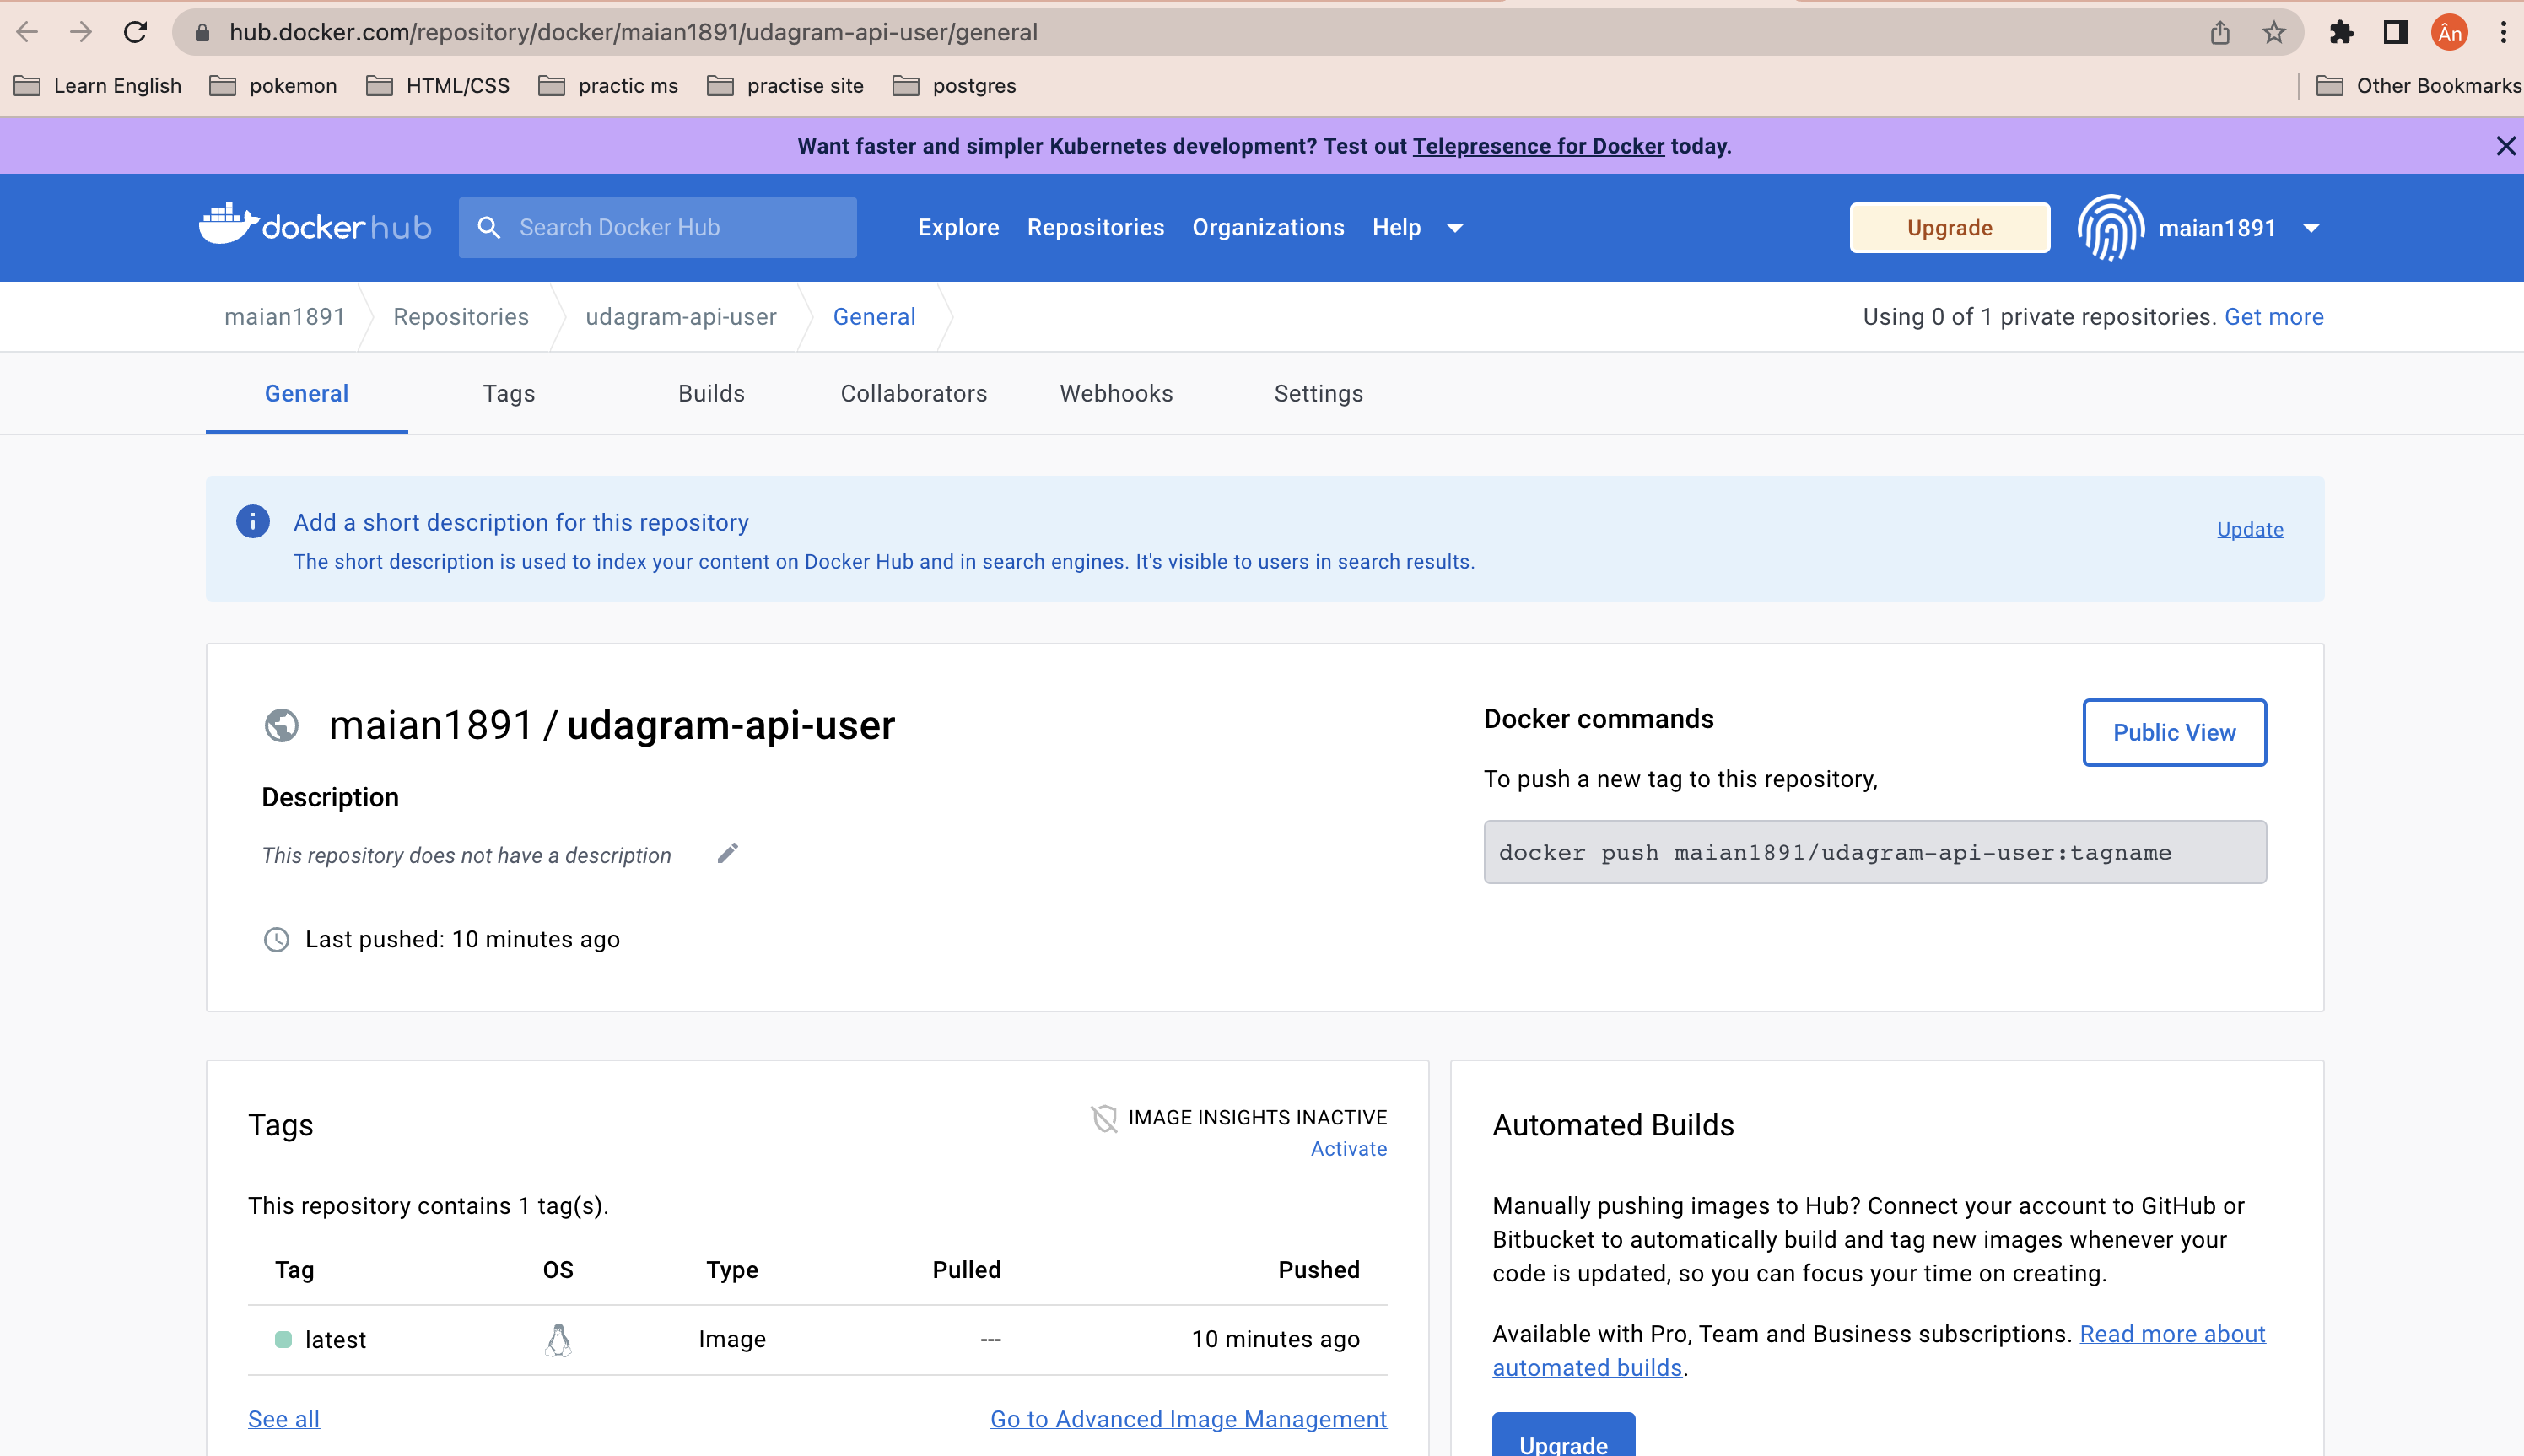 hub.docker.com/repository/docker/maian1891/udagram-api-user/general
Ân
Learn English pokemon HTML/CSS practic ms practise site postgres Other Bookmarks
Want faster and simpler Kubernetes development? Test out Telepresence for Docker today.
dockerhub Search Docker Hub Explore Repositories Organizations Help Upgrade maian1891
maian1891 Repositories udagram-api-user General Using 0 of 1 private repositories. Get more
General Tags Builds Collaborators Webhooks Settings
Add a short description for this repository
Update
The short description is used to index your content on Docker Hub and in search engines. It's visible to users in search results.
maian1891 / udagram-api-user
Description
This repository does not have a description
Last pushed: 10 minutes ago
Docker commands
Public View
To push a new tag to this repository,
docker push maian1891/udagram-api-user:tagname
Tags
IMAGE INSIGHTS INACTIVE
Activate
This repository contains 1 tag(s).
Tag OS Type Pulled Pushed
latest Image --- 10 minutes ago
See all Go to Advanced Image Management
Automated Builds
Manually pushing images to Hub? Connect your account to GitHub or
Bitbucket to automatically build and tag new images whenever your
code is updated, so you can focus your time on creating.
Available with Pro, Team and Business subscriptions. Read more about
automated builds.
Upgrade